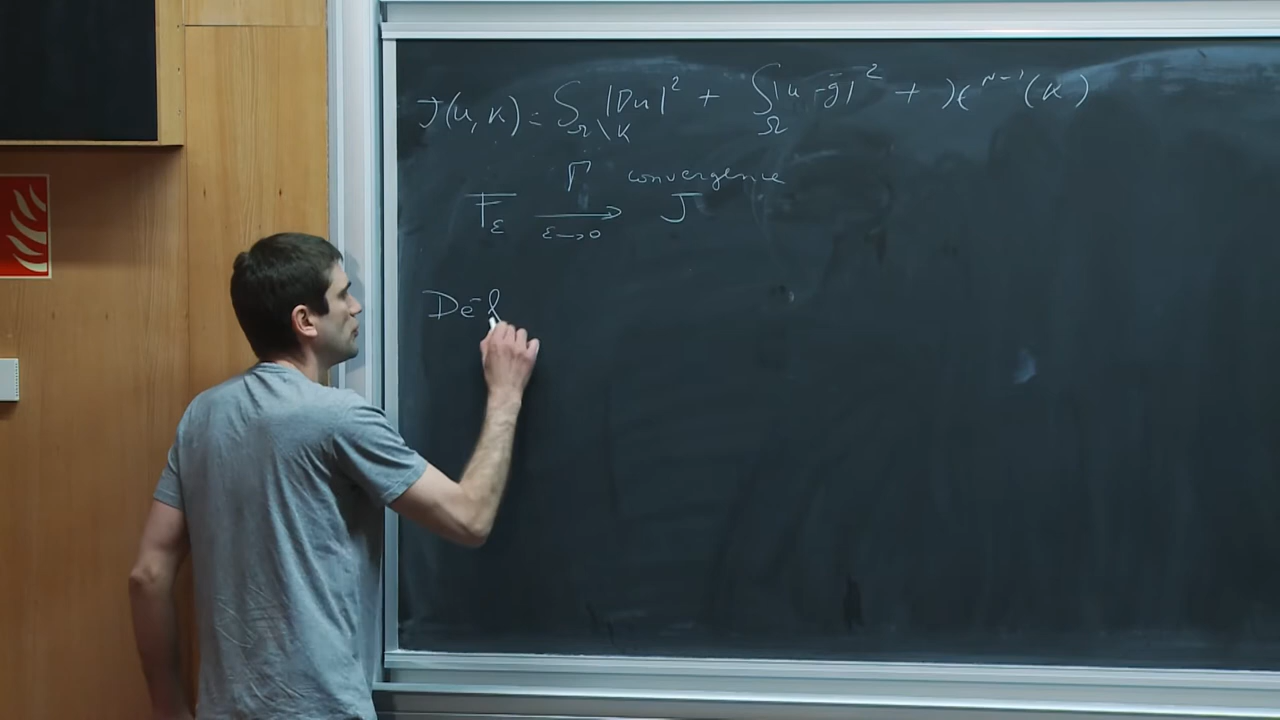 J(u,K) = ∫_{Ω\K} |Du|² + ∫_Ω |u-g|² + ℋ^{N-1}(K)
Γ convergence
F_ε ⟶_{ε→0} J
Déf